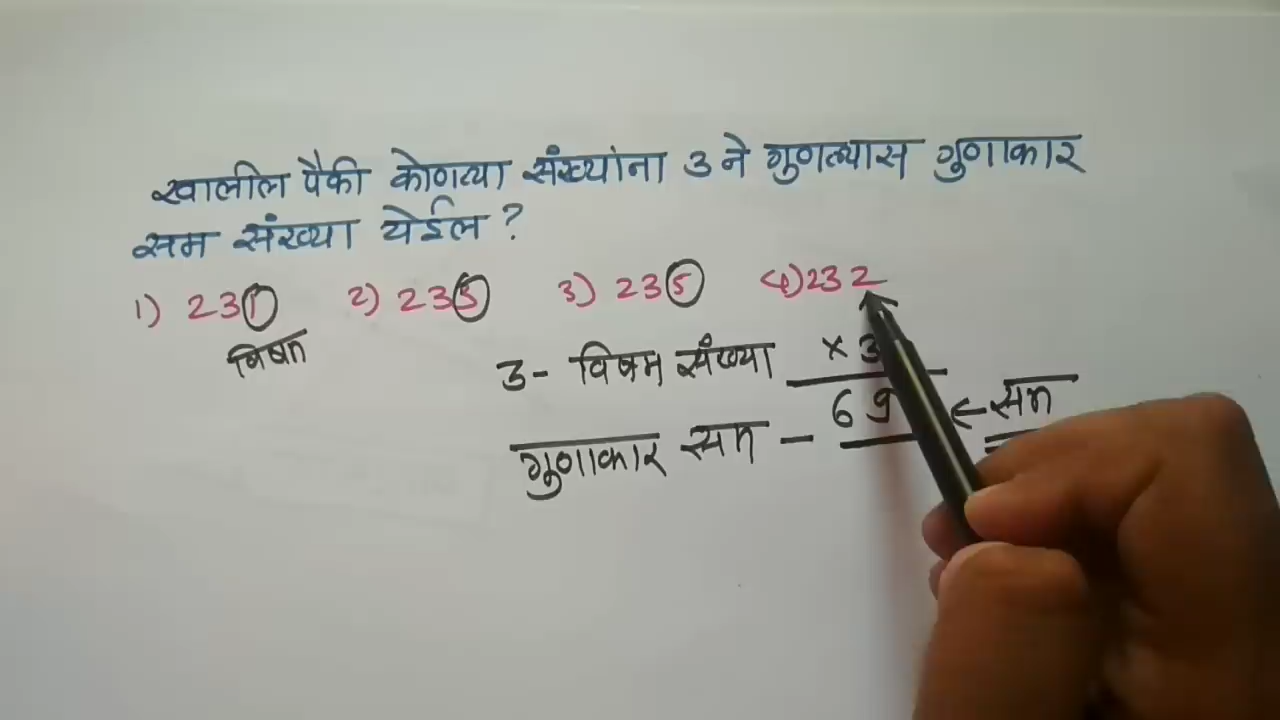 खालील पैकी कोणत्या संख्यांना 3 ने गुणल्यास गुणाकार
सम संख्या येईल ?
1) 231 2) 233 3) 235 4) 232
विषम
3 - विषम संख्या × 3
गुणाकार सम - 69 ← सम